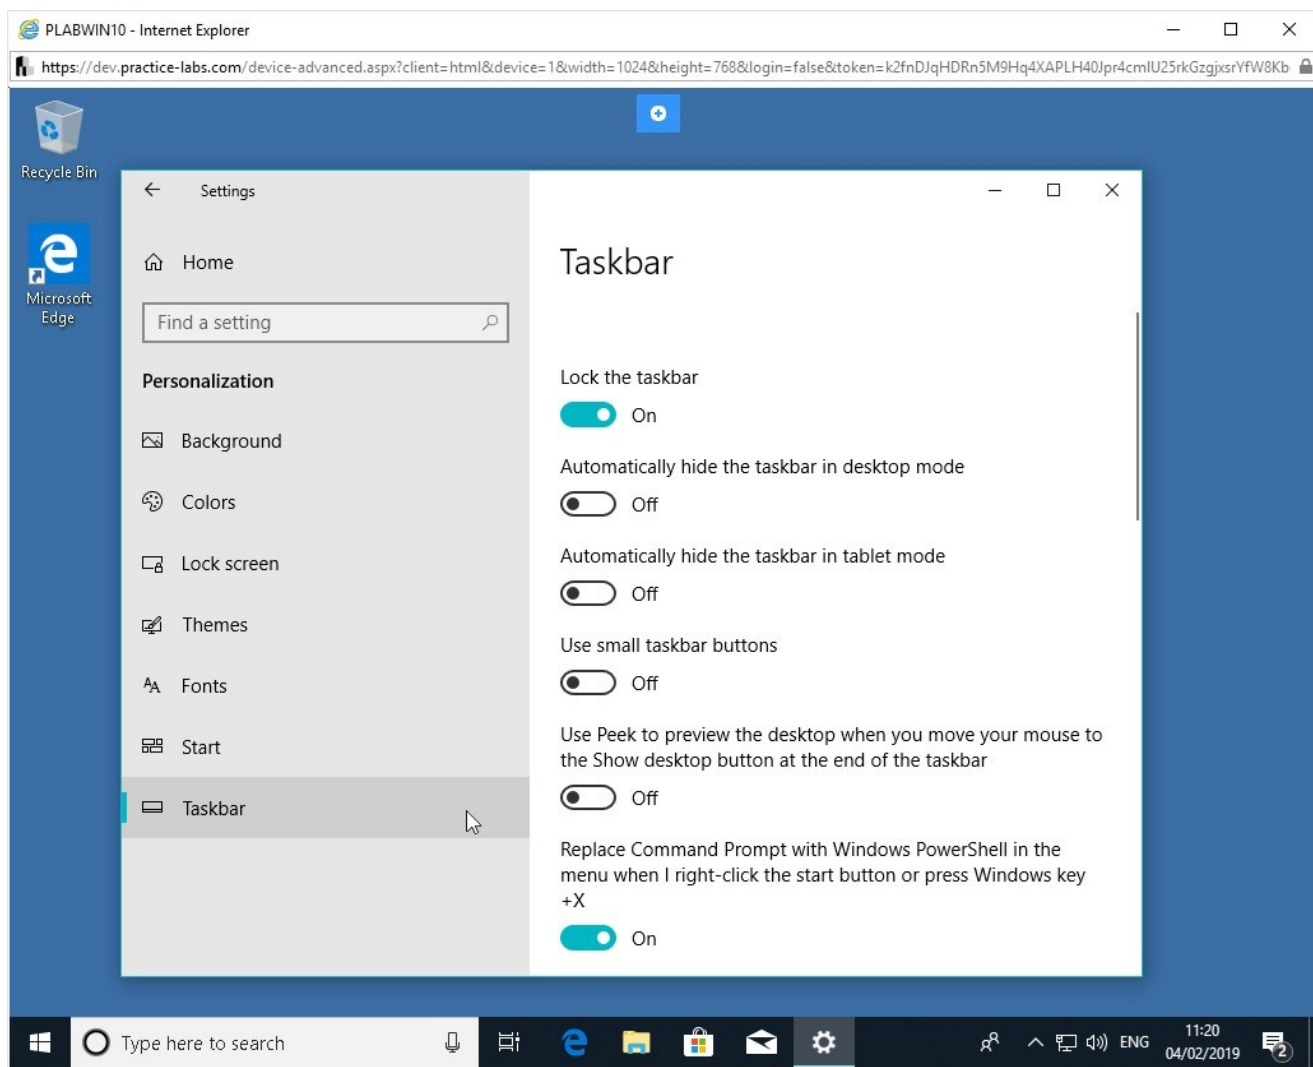 PLABWIN10 - Internet Explorer
https://dev.practice-labs.com/device-advanced.aspx?client=html&device=1&width=1024&height=768&login=false&token=k2fnDJqHDRn5M9Hq4XAPLH40Jpr4cmIU25rkGzgjxsrYfW8Kb
Recycle Bin
Microsoft
Edge
Settings
Home
Find a setting
Personalization
Background
Colors
Lock screen
Themes
Fonts
Start
Taskbar
Taskbar
Lock the taskbar
On
Automatically hide the taskbar in desktop mode
Off
Automatically hide the taskbar in tablet mode
Off
Use small taskbar buttons
Off
Use Peek to preview the desktop when you move your mouse to
the Show desktop button at the end of the taskbar
Off
Replace Command Prompt with Windows PowerShell in the
menu when I right-click the start button or press Windows key
+X
On
Type here to search
ENG
11:20
04/02/2019
2